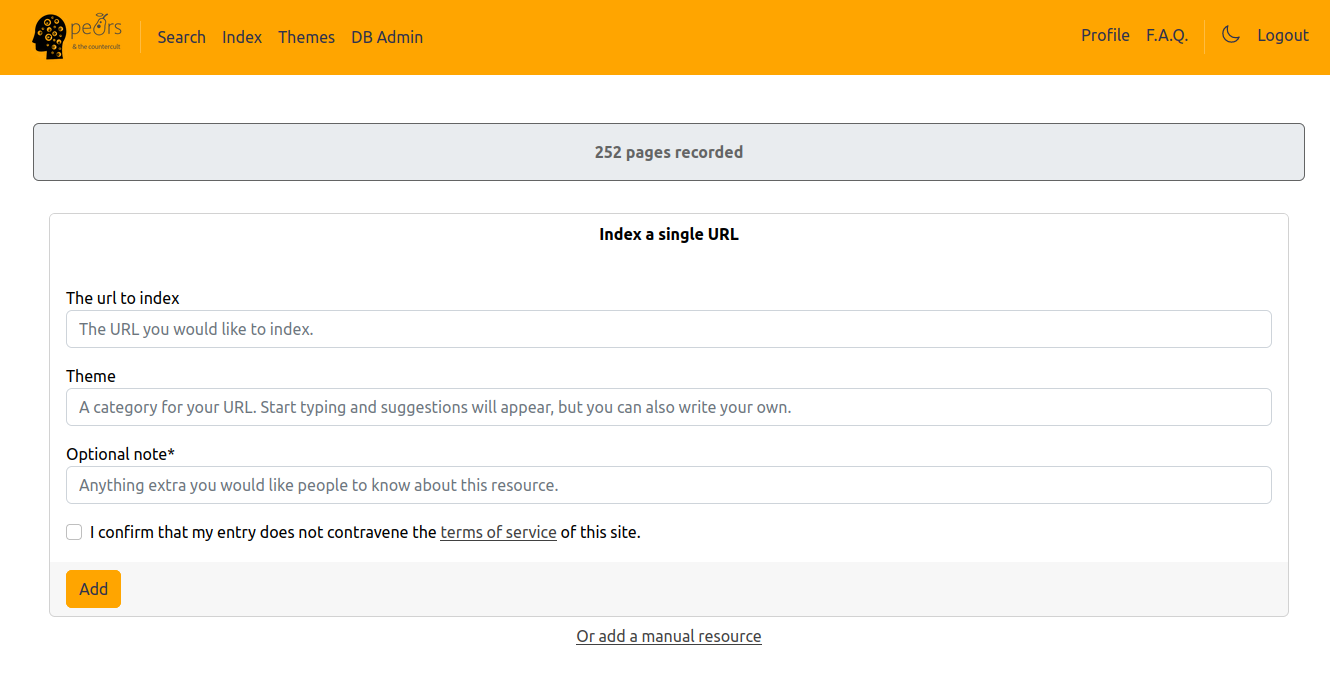 pears
& the countercult
Search Index Themes DB Admin
Profile F.A.Q. Logout
252 pages recorded
Index a single URL
The url to index
The URL you would like to index.
Theme
A category for your URL. Start typing and suggestions will appear, but you can also write your own.
Optional note*
Anything extra you would like people to know about this resource.
I confirm that my entry does not contravene the terms of service of this site.
Add
Or add a manual resource